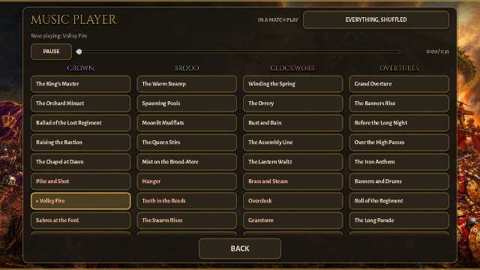 MUSIC PLAYER
IN A MATCH PLAY
EVERYTHING, SHUFFLED
Now playing: Volley Fire
PAUSE
CROWN
BROOD
CLOCKWORK
OVERTURES
The King's Muster
The Warm Swamp
Winding the Spring
Grand Overture
The Orchard Minuet
Spawning Pools
The Orrery
The Banners Rise
Ballad of the Lost Regiment
Moonlit Mudflats
Rust and Rain
Before the Long Night
Raising the Bastion
The Queen Stirs
The Assembly Line
Over the High Passes
The Chapel at Dawn
Mist on the Brood-Mere
The Lantern Waltz
The Iron Anthem
Pike and Shot
Hunger
Brass and Steam
Banners and Drums
Volley Fire
Teeth in the Reeds
Overclock
Roll of the Regiment
Sabres at the Ford
The Swarm Rises
Gearstorm
The Long Parade
BACK